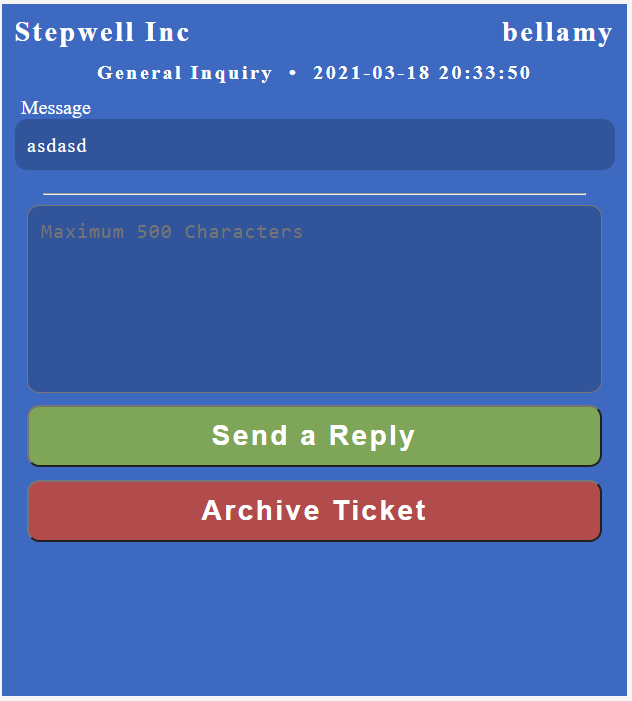 Stepwell Inc bellamy
General Inquiry • 2021-03-18 20:33:50
Message
asdasd
Maximum 500 Characters
Send a Reply
Archive Ticket